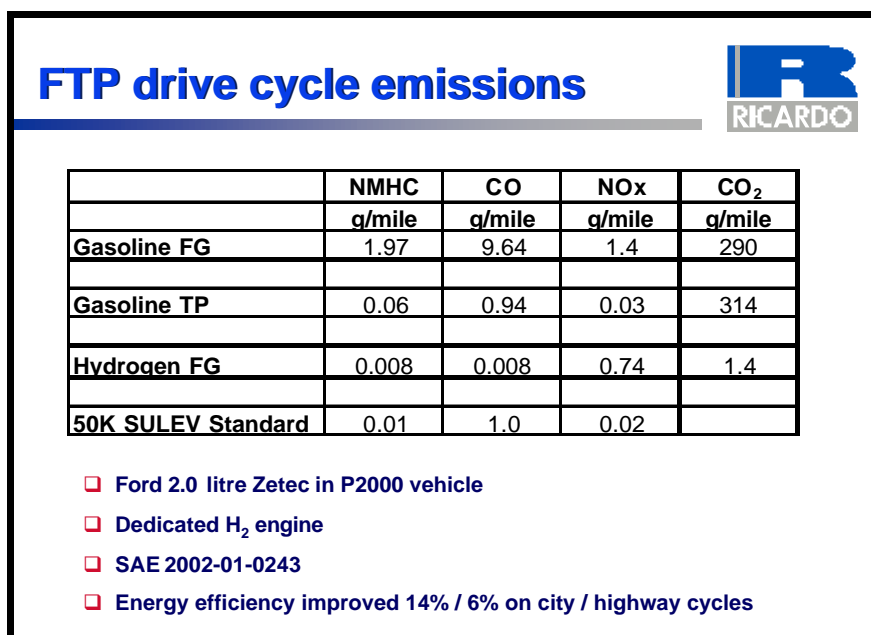 FTP drive cycle emissions
RICARDO
NMHC CO NOx CO₂
g/mile g/mile g/mile g/mile
Gasoline FG 1.97 9.64 1.4 290
Gasoline TP 0.06 0.94 0.03 314
Hydrogen FG 0.008 0.008 0.74 1.4
50K SULEV Standard 0.01 1.0 0.02
❑ Ford 2.0 litre Zetec in P2000 vehicle
❑ Dedicated H₂ engine
❑ SAE 2002-01-0243
❑ Energy efficiency improved 14% / 6% on city / highway cycles